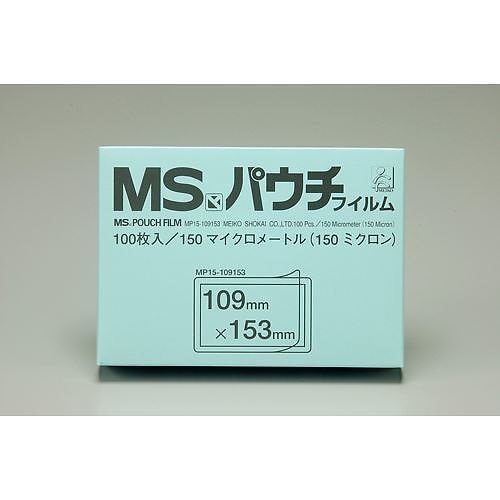 MS パウチフイルム
MS. POUCH FILM MP15-109153 MEIKO SHOKAI CO.,LTD.100 Pcs./150 Micrometer (150 Micron)
100枚入／150 マイクロメートル (150 ミクロン)
MP15-109153
109mm
×153mm